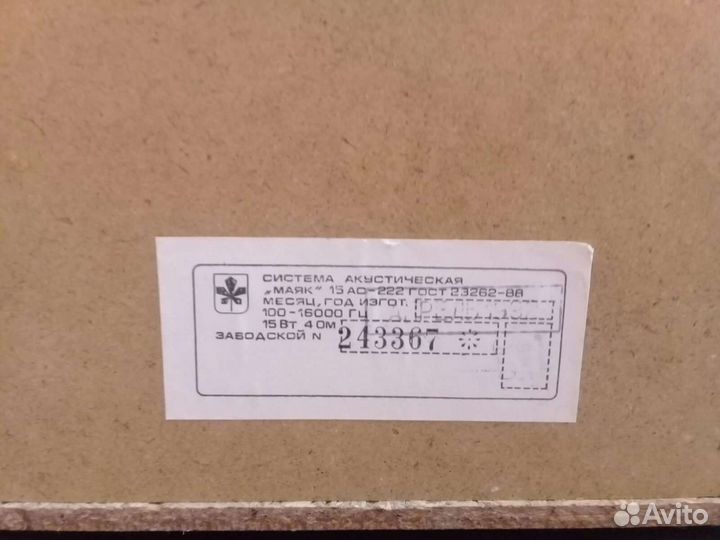 СИСТЕМА АКУСТИЧЕСКАЯ
„МАЯК“ 15 АС-222 ГОСТ 23262-88
МЕСЯЦ, ГОД ИЗГОТ.
100-16000 ГЦ
15 Вт 4 ОМ
ЗАВОДСКОЙ N 243367 *
Avito